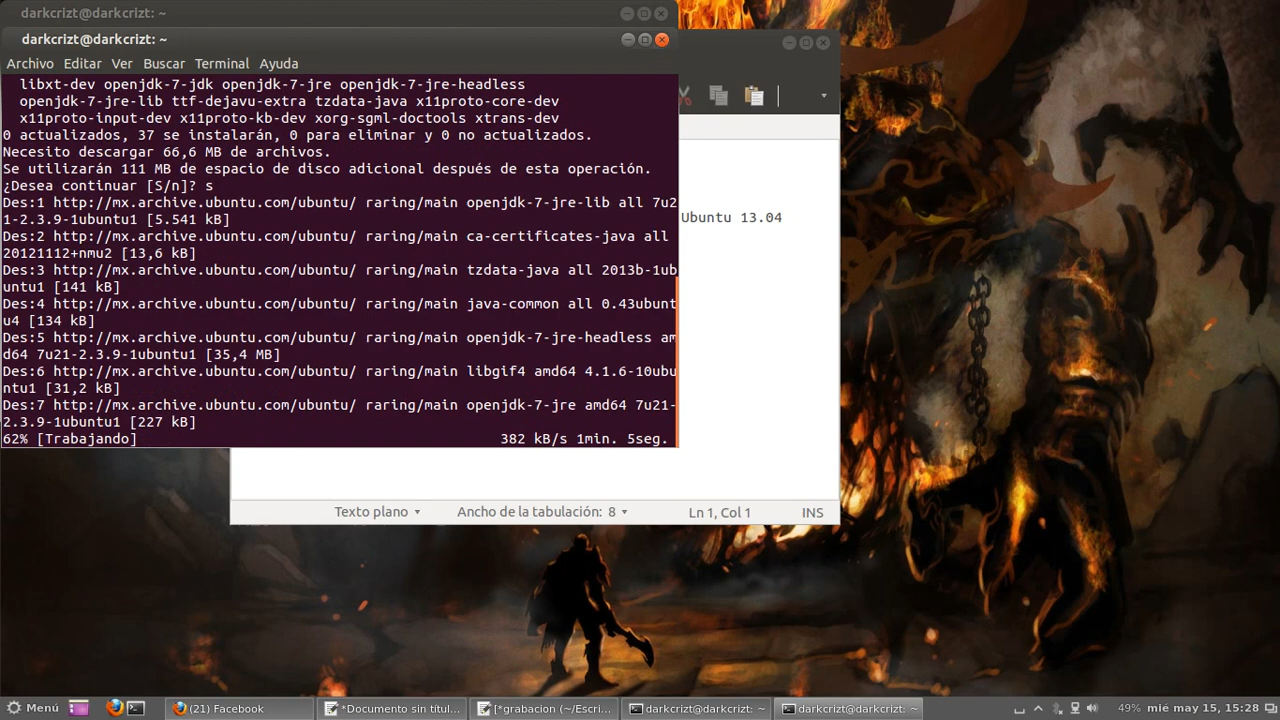 darkcrizt@darkcrizt: ~
darkcrizt@darkcrizt: ~
Archivo Editar Ver Buscar Terminal Ayuda
libxt-dev openjdk-7-jdk openjdk-7-jre openjdk-7-jre-headless
openjdk-7-jre-lib ttf-dejavu-extra tzdata-java x11proto-core-dev
x11proto-input-dev x11proto-kb-dev xorg-sgml-doctools xtrans-dev
0 actualizados, 37 se instalarán, 0 para eliminar y 0 no actualizados.
Necesito descargar 66,6 MB de archivos.
Se utilizarán 111 MB de espacio de disco adicional después de esta operación.
¿Desea continuar [S/n]? s
Des:1 http://mx.archive.ubuntu.com/ubuntu/ raring/main openjdk-7-jre-lib all 7u2
1-2.3.9-1ubuntu1 [5.541 kB]
Des:2 http://mx.archive.ubuntu.com/ubuntu/ raring/main ca-certificates-java all
20121112+nmu2 [13,6 kB]
Des:3 http://mx.archive.ubuntu.com/ubuntu/ raring/main tzdata-java all 2013b-1ub
untu1 [141 kB]
Des:4 http://mx.archive.ubuntu.com/ubuntu/ raring/main java-common all 0.43ubunt
u4 [134 kB]
Des:5 http://mx.archive.ubuntu.com/ubuntu/ raring/main openjdk-7-jre-headless am
d64 7u21-2.3.9-1ubuntu1 [35,4 MB]
Des:6 http://mx.archive.ubuntu.com/ubuntu/ raring/main libgif4 amd64 4.1.6-10ubu
ntu1 [31,2 kB]
Des:7 http://mx.archive.ubuntu.com/ubuntu/ raring/main openjdk-7-jre amd64 7u21-
2.3.9-1ubuntu1 [227 kB]
62% [Trabajando] 382 kB/s 1min. 5seg.
Ubuntu 13.04
Texto plano Ancho de la tabulación: 8 Ln 1, Col 1 INS
Menú (21) Facebook *Documento sin títul... [*grabacion (~/Escri... darkcrizt@darkcrizt: ~ darkcrizt@darkcrizt: ~ 49% mié may 15, 15:28